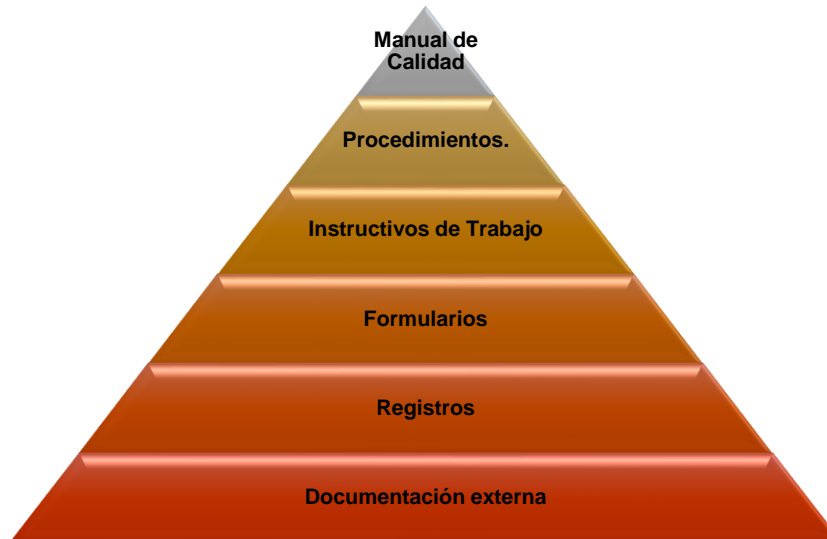 Manual de
Calidad
Procedimientos.
Instructivos de Trabajo
Formularios
Registros
Documentación externa